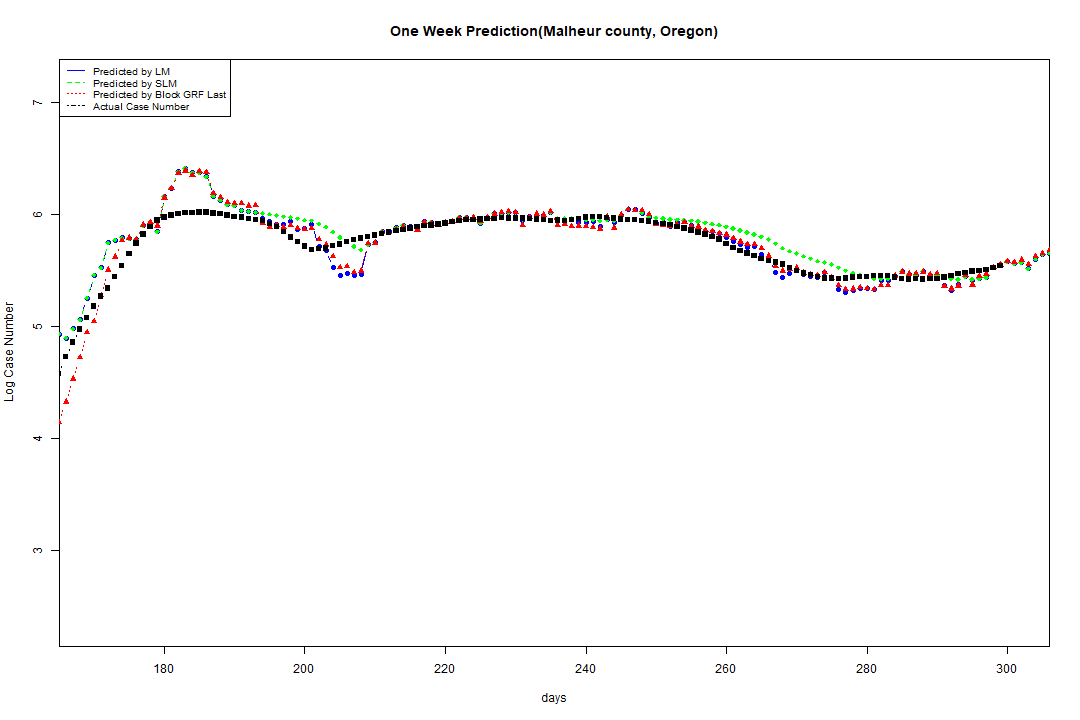 One Week Prediction(Malheur county, Oregon)
Predicted by LM
Predicted by SLM
Predicted by Block GRF Last
Actual Case Number
7
6
5
4
3
Log Case Number
180 200 220 240 260 280 300
days